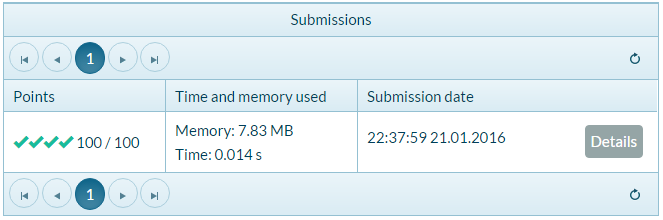 Submissions
1
Points Time and memory used Submission date
100 / 100 Memory: 7.83 MB 22:37:59 21.01.2016 Details
Time: 0.014 s
1